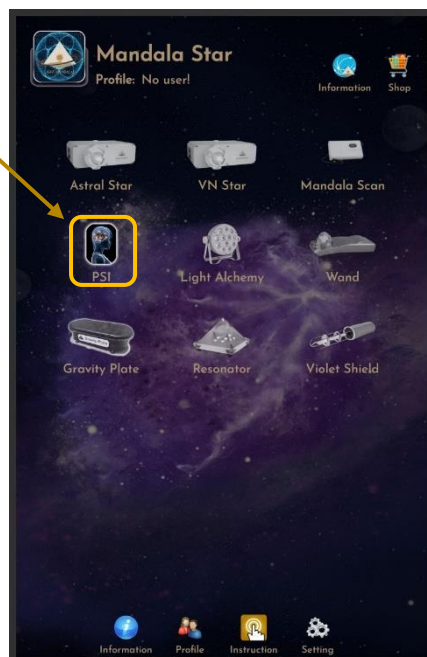 Mandala Star
Profile: No user!
Information Shop
Astral Star VN Star Mandala Scan
PSI Light Alchemy Wand
Gravity Plate Resonator Violet Shield
Information Profile Instruction Setting